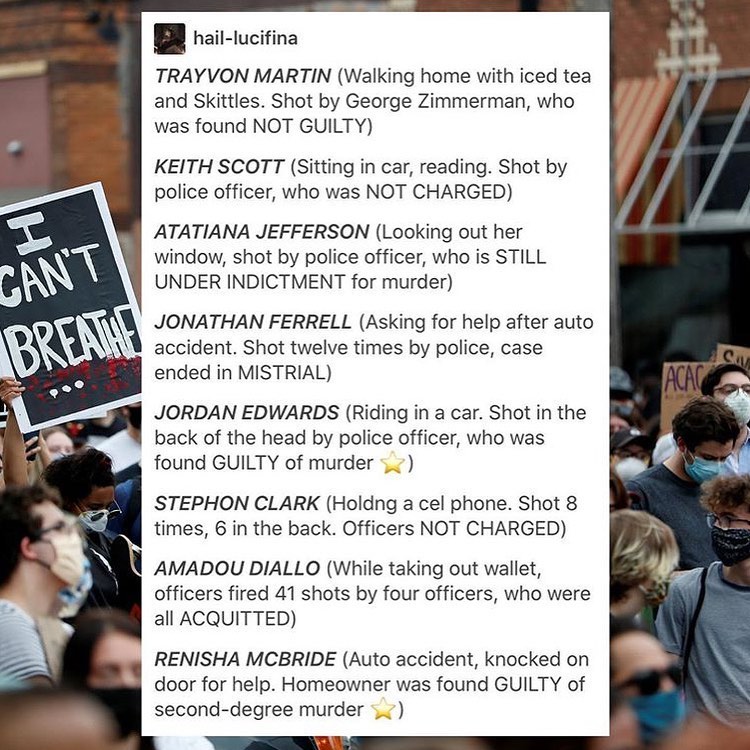 hail-lucifina
TRAYVON MARTIN (Walking home with iced tea
and Skittles. Shot by George Zimmerman, who
was found NOT GUILTY)
KEITH SCOTT (Sitting in car, reading. Shot by
police officer, who was NOT CHARGED)
ATATIANA JEFFERSON (Looking out her
window, shot by police officer, who is STILL
UNDER INDICTMENT for murder)
JONATHAN FERRELL (Asking for help after auto
accident. Shot twelve times by police, case
ended in MISTRIAL)
JORDAN EDWARDS (Riding in a car. Shot in the
back of the head by police officer, who was
found GUILTY of murder ⭐)
STEPHON CLARK (Holdng a cel phone. Shot 8
times, 6 in the back. Officers NOT CHARGED)
AMADOU DIALLO (While taking out wallet,
officers fired 41 shots by four officers, who were
all ACQUITTED)
RENISHA MCBRIDE (Auto accident, knocked on
door for help. Homeowner was found GUILTY of
second-degree murder ⭐)
I
CAN'T
BREATHE
...